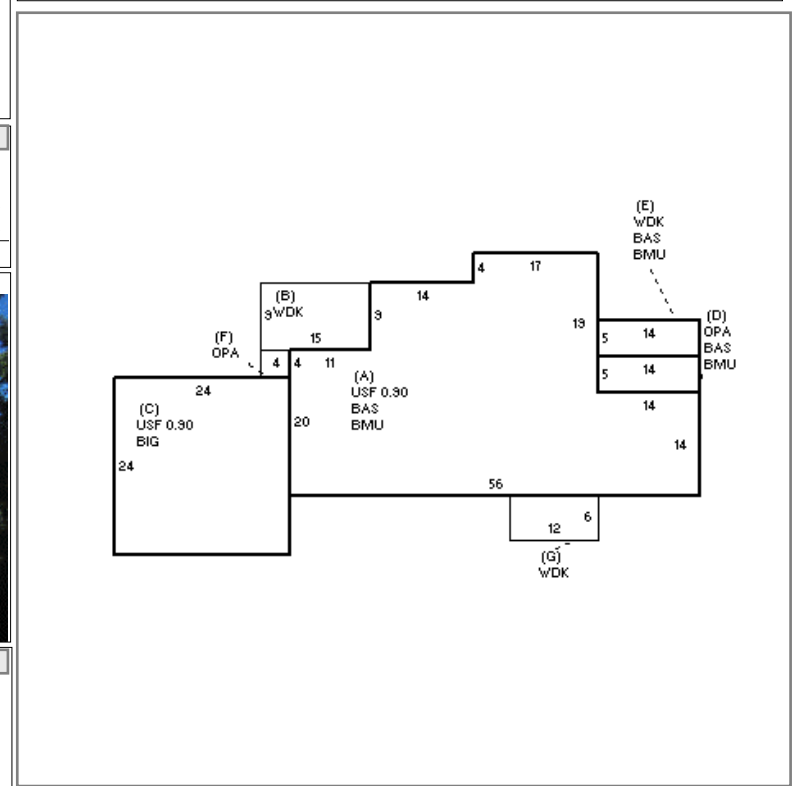 (E)
WDK
BAS
BMU
4
17
(B)
WDK
9
14
9
19
14
5
(D)
OPA
BAS
BMU
15
(F)
OPA
4
4
11
5
14
24
(A)
USF 0.90
BAS
BMU
14
(C)
USF 0.90
BIG
20
14
24
56
6
12
(G)
WDK